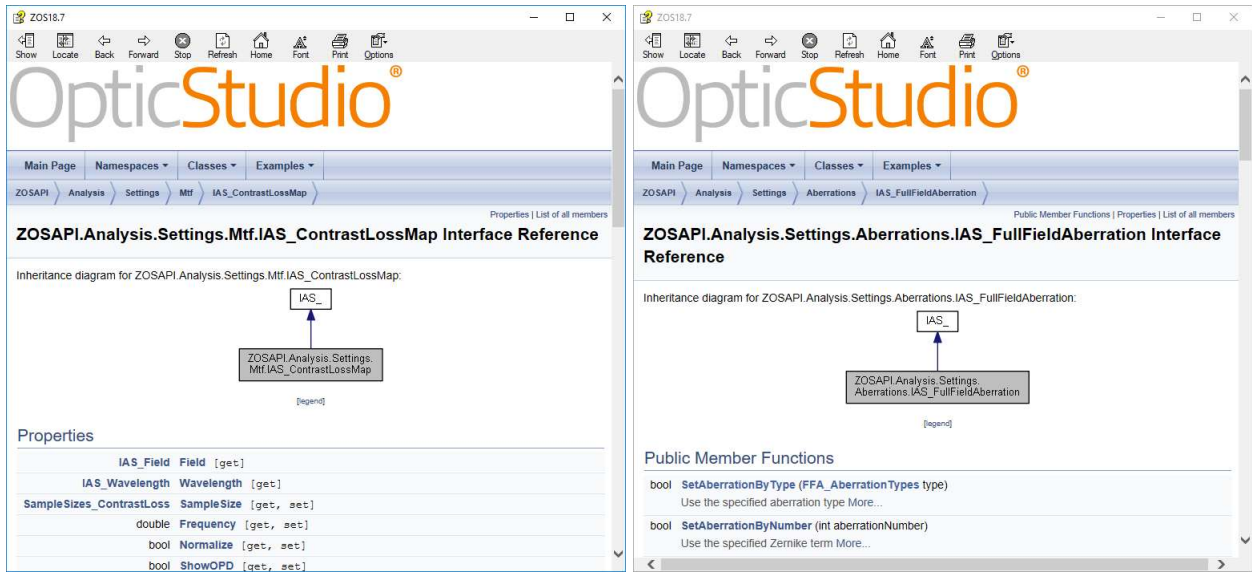 ZOS18.7
Show Locate Back Forward Stop Refresh Home Font Print Options
OpticStudio®
Main Page Namespaces Classes Examples
ZOSAPI Analysis Settings Mtf IAS_ContrastLossMap
Properties | List of all members
ZOSAPI.Analysis.Settings.Mtf.IAS_ContrastLossMap Interface Reference
Inheritance diagram for ZOSAPI.Analysis.Settings.Mtf.IAS_ContrastLossMap:
IAS_
ZOSAPI.Analysis.Settings.
Mtf.IAS_ContrastLossMap
[legend]
Properties
IAS_Field Field [get]
IAS_Wavelength Wavelength [get]
SampleSizes_ContrastLoss SampleSize [get, set]
double Frequency [get, set]
bool Normalize [get, set]
bool ShowOPD [get, set]
ZOS18.7
Show Locate Back Forward Stop Refresh Home Font Print Options
OpticStudio®
Main Page Namespaces Classes Examples
ZOSAPI Analysis Settings Aberrations IAS_FullFieldAberration
Public Member Functions | Properties | List of all members
ZOSAPI.Analysis.Settings.Aberrations.IAS_FullFieldAberration Interface
Reference
Inheritance diagram for ZOSAPI.Analysis.Settings.Aberrations.IAS_FullFieldAberration:
IAS_
ZOSAPI.Analysis.Settings.
Aberrations.IAS_FullFieldAberration
[legend]
Public Member Functions
bool SetAberrationByType (FFA_AberrationTypes type)
Use the specified aberration type More...
bool SetAberrationByNumber (int aberrationNumber)
Use the specified Zernike term More...